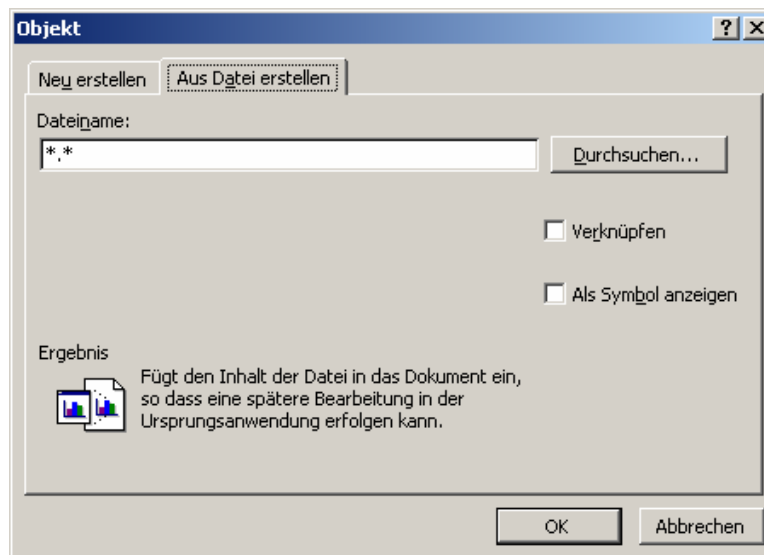 Objekt
Neu erstellen
Aus Datei erstellen
Dateiname:
*.*
Durchsuchen...
Verknüpfen
Als Symbol anzeigen
Ergebnis
Fügt den Inhalt der Datei in das Dokument ein,
so dass eine spätere Bearbeitung in der
Ursprungsanwendung erfolgen kann.
OK
Abbrechen